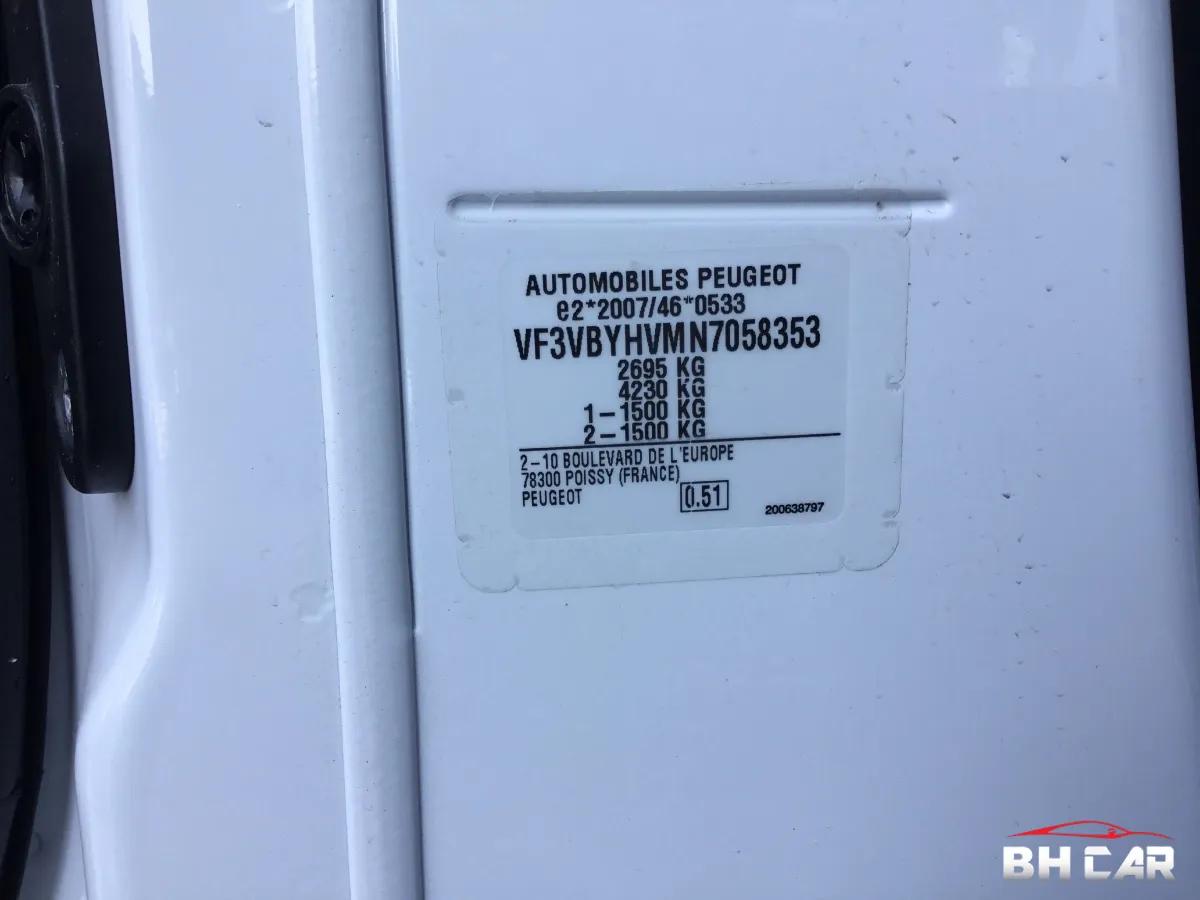 AUTOMOBILES PEUGEOT
e2*2007/46*0533
VF3VBYHVMN7058353
2695 KG
4230 KG
1-1500 KG
2-1500 KG
2-10 BOULEVARD DE L'EUROPE
78300 POISSY (FRANCE)
PEUGEOT 0.51 200638797
BH CAR